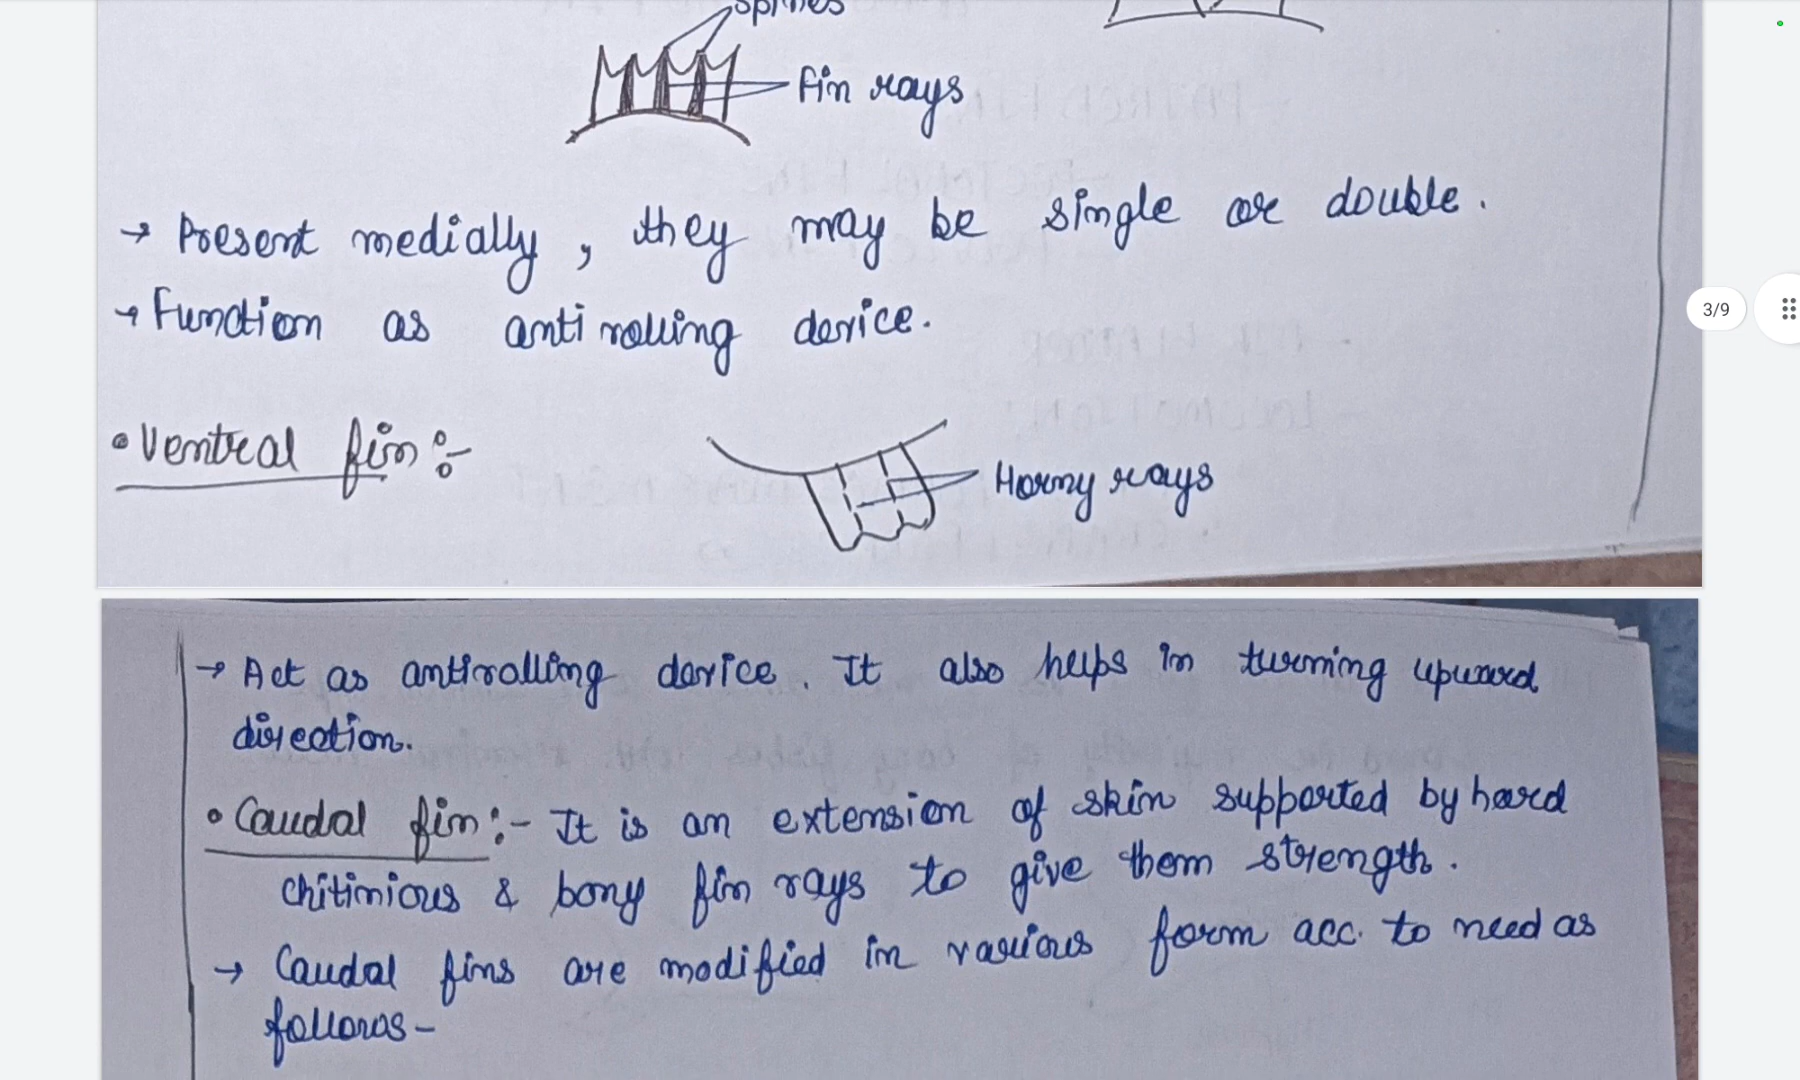 spines
Fin rays
→ Present medially, they may be single or double.
→ Function as anti rolling device.
• Ventral fin :-
Horny rays
3/9
→ Act as antirolling device. It also helps in turning upward
direction.
• Caudal fin :- It is an extension of skin supported by hard
chitinious & bony fin rays to give them strength.
→ Caudal fins are modified in various form acc. to need as
follows -